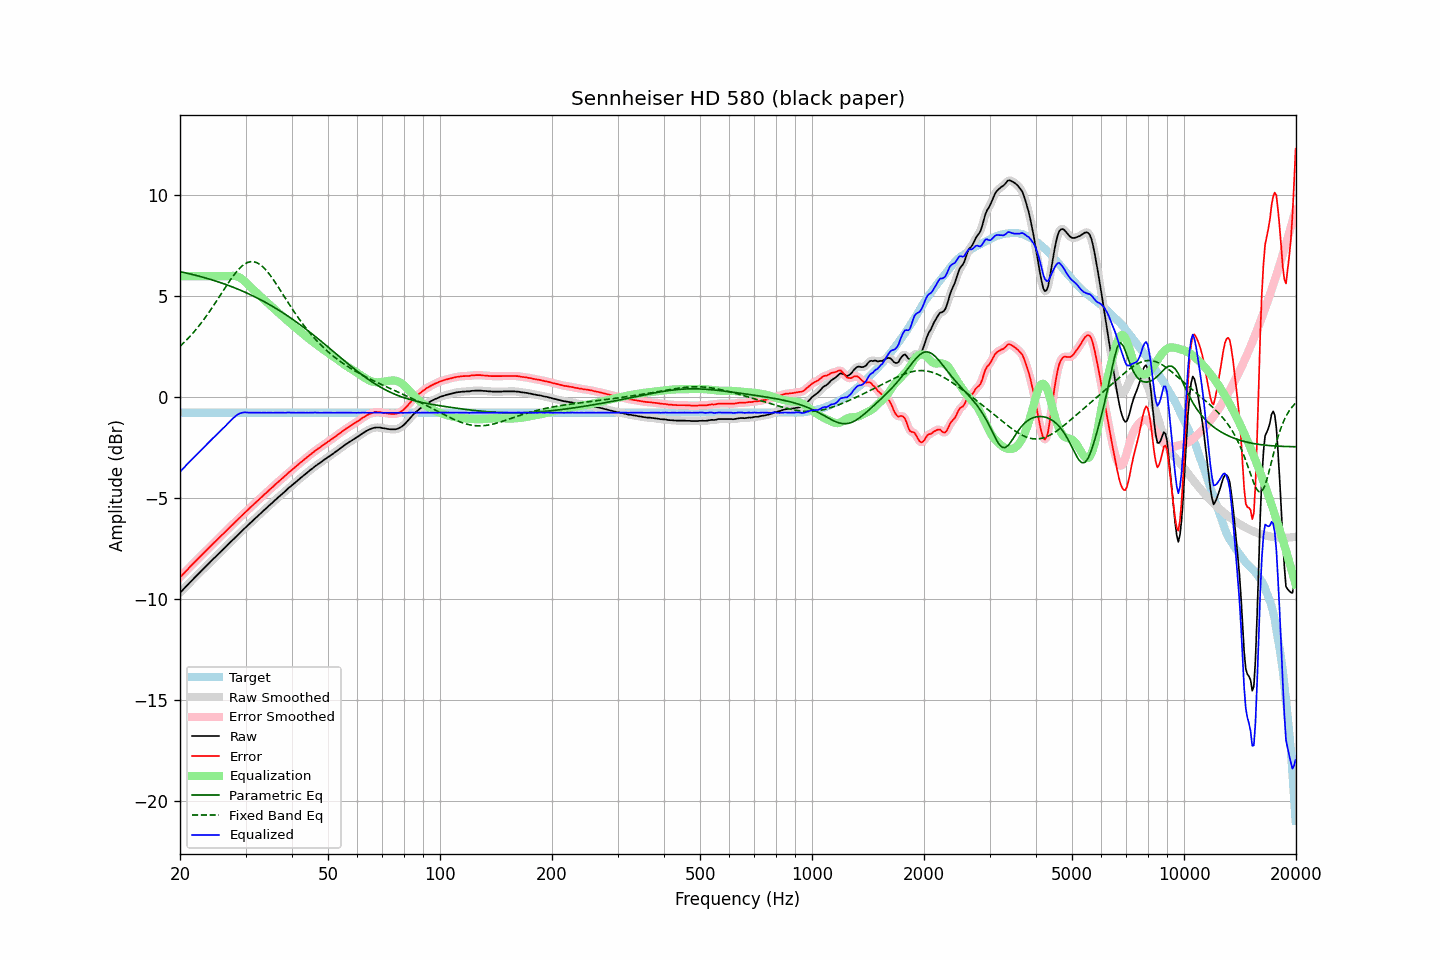 Sennheiser HD 580 (black paper)
Amplitude (dBr)
10
5
0
−5
−10
−15
−20
Target
Raw Smoothed
Error Smoothed
Raw
Error
Equalization
Parametric Eq
Fixed Band Eq
Equalized
20
50
100
200
500
1000
2000
5000
10000
20000
Frequency (Hz)